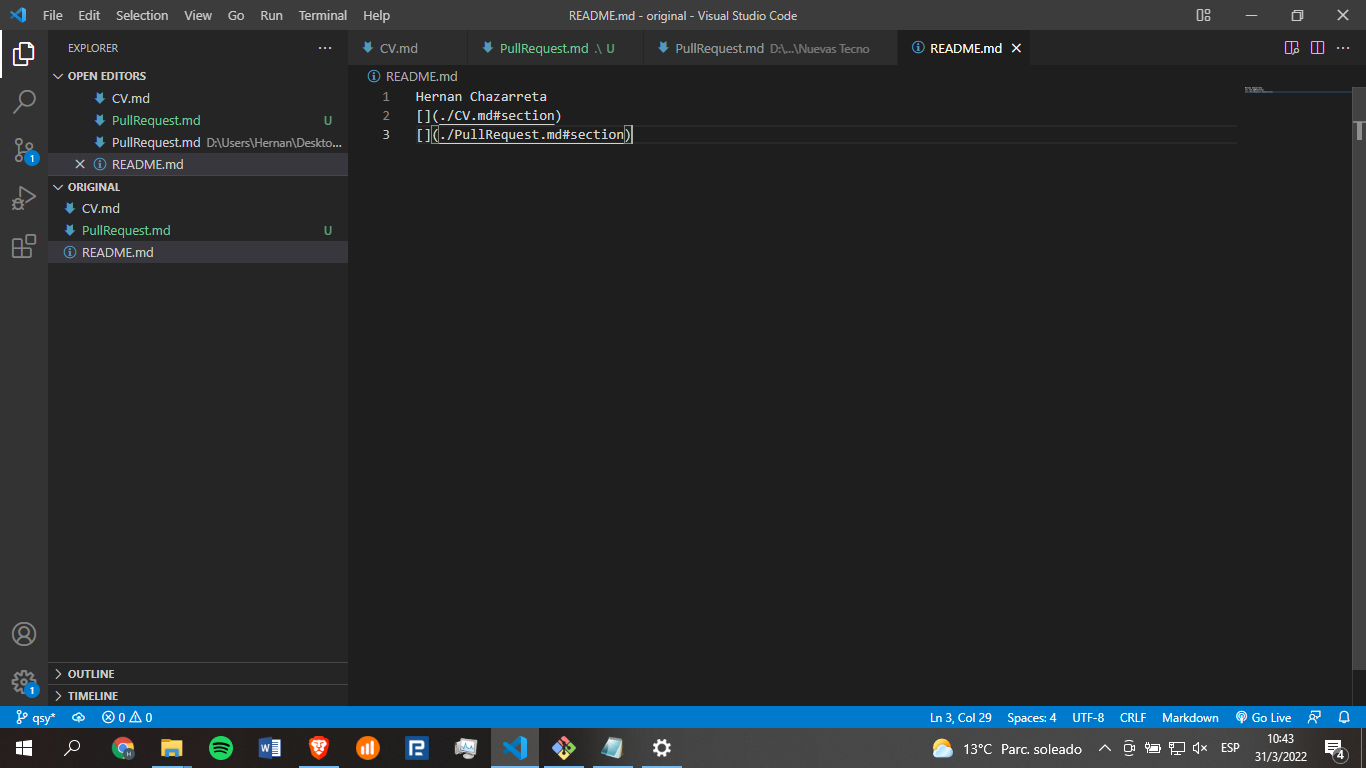 File Edit Selection View Go Run Terminal Help
README.md - original - Visual Studio Code
EXPLORER
OPEN EDITORS
CV.md
PullRequest.md U
PullRequest.md D:\Users\Hernan\Deskto...
README.md
ORIGINAL
CV.md
PullRequest.md U
README.md
OUTLINE
TIMELINE
CV.md
PullRequest.md .\ U
PullRequest.md D:\...\Nuevas Tecno
README.md
README.md
1 Hernan Chazarreta
2 [](./CV.md#section)
3 [](./PullRequest.md#section)
1
1
qsy* 0 0
Ln 3, Col 29 Spaces: 4 UTF-8 CRLF Markdown Go Live
13°C Parc. soleado ESP
10:43
31/3/2022
4